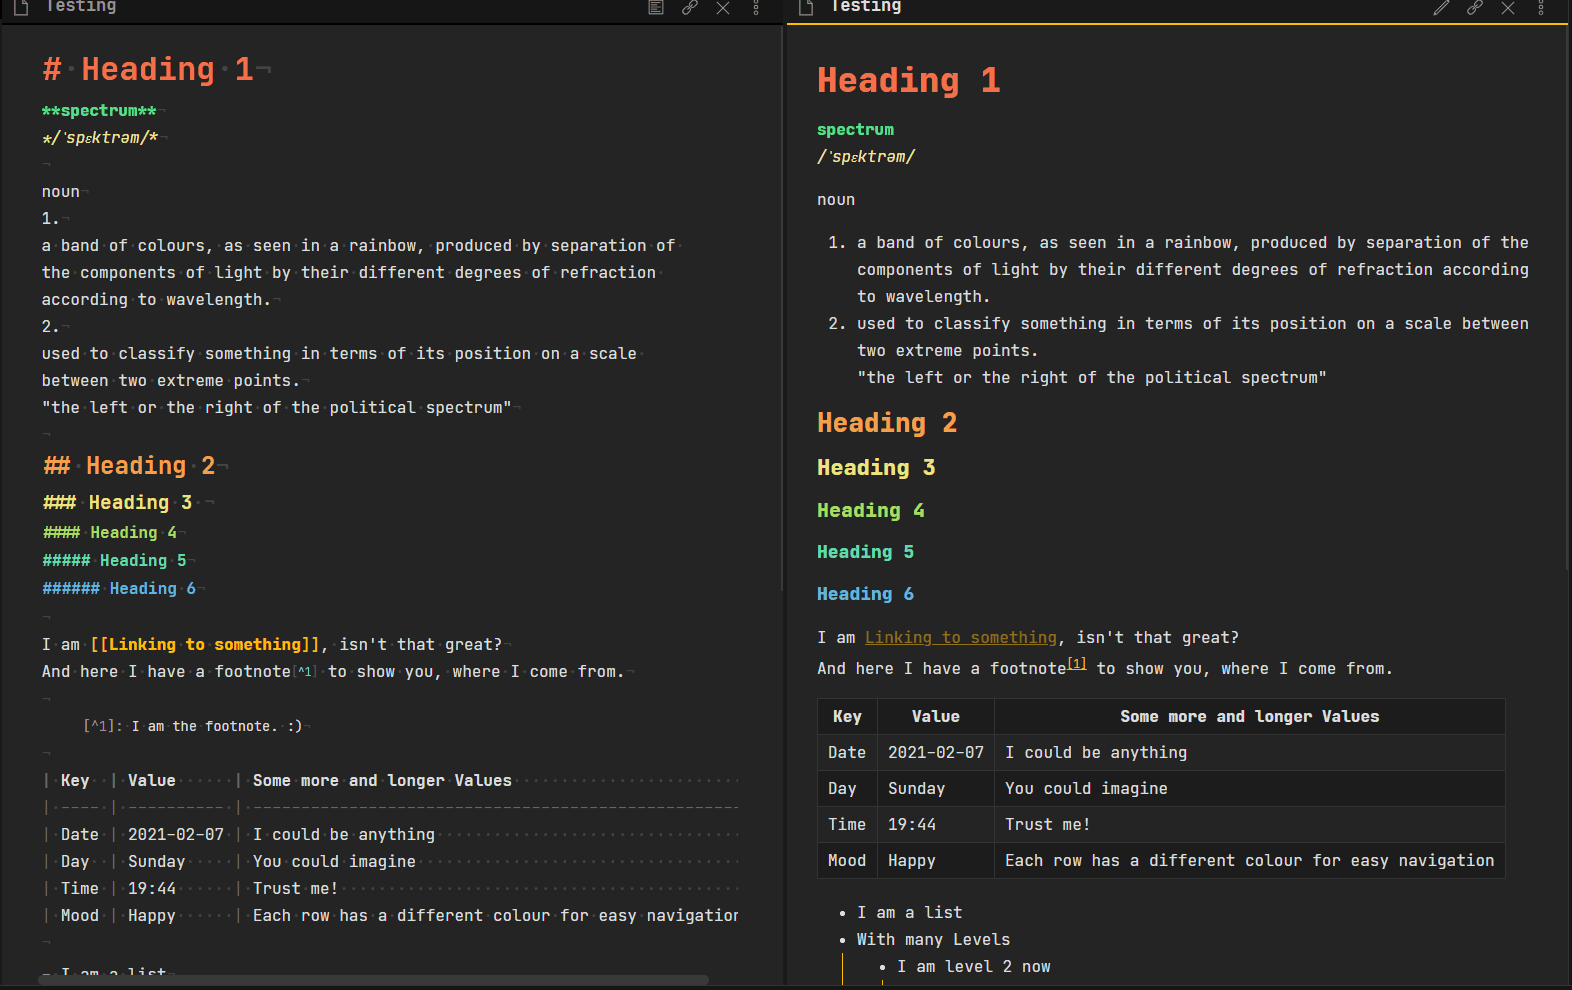 Testing
# Heading 1¬
**spectrum**¬
*/ˈspɛktrəm/*¬
¬
noun¬
1.¬
a band of colours, as seen in a rainbow, produced by separation of
the components of light by their different degrees of refraction
according to wavelength.¬
2.¬
used to classify something in terms of its position on a scale
between two extreme points.¬
"the left or the right of the political spectrum"¬
¬
## Heading 2¬
### Heading 3 ¬
#### Heading 4¬
##### Heading 5¬
###### Heading 6¬
¬
I am [[Linking to something]], isn't that great?¬
And here I have a footnote[^1] to show you, where I come from.¬
¬
[^1]: I am the footnote. :)¬
¬
| Key | Value | Some more and longer Values
| ---- | ---------- | ---------------------------------------------------
| Date | 2021-02-07 | I could be anything
| Day | Sunday | You could imagine
| Time | 19:44 | Trust me!
| Mood | Happy | Each row has a different colour for easy navigation
¬
- I am a list¬
Testing
Heading 1
spectrum
/ˈspɛktrəm/
noun
1. a band of colours, as seen in a rainbow, produced by separation of the
components of light by their different degrees of refraction according
to wavelength.
2. used to classify something in terms of its position on a scale between
two extreme points.
"the left or the right of the political spectrum"
Heading 2
Heading 3
Heading 4
Heading 5
Heading 6
I am Linking to something, isn't that great?
And here I have a footnote[1] to show you, where I come from.
Key Value Some more and longer Values
Date 2021-02-07 I could be anything
Day Sunday You could imagine
Time 19:44 Trust me!
Mood Happy Each row has a different colour for easy navigation
• I am a list
• With many Levels
• I am level 2 now